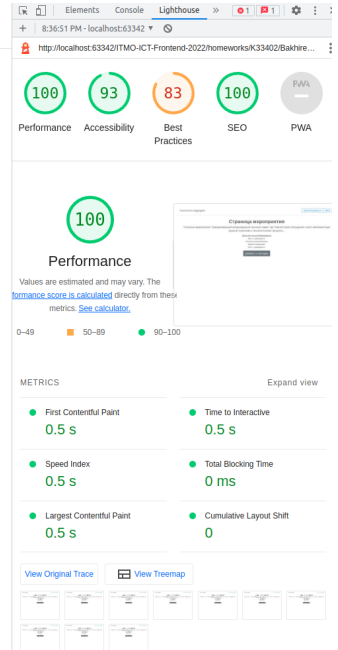 Elements Console Lighthouse » 1 1
+ 8:36:51 PM - localhost:63342
http://localhost:63342/ITMO-ICT-Frontend-2022/homeworks/K33402/Bakhire...
100 93 83 100 PWA
Performance Accessibility Best Practices SEO PWA
100
Страница мероприятия
Performance
Values are estimated and may vary. The
formance score is calculated directly from these
metrics. See calculator.
0–49 50–89 90–100
METRICS Expand view
First Contentful Paint Time to Interactive
0.5 s 0.5 s
Speed Index Total Blocking Time
0.5 s 0 ms
Largest Contentful Paint Cumulative Layout Shift
0.5 s 0
View Original Trace View Treemap